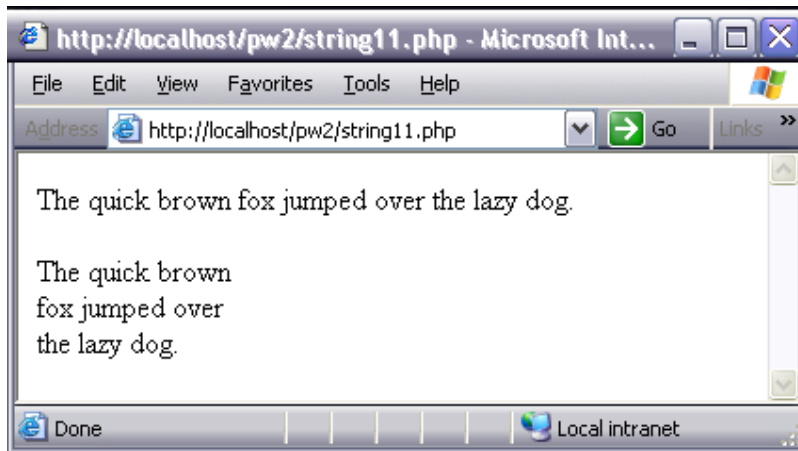 http://localhost/pw2/string11.php - Microsoft Int...
File Edit View Favorites Tools Help
Address http://localhost/pw2/string11.php Go Links »
The quick brown fox jumped over the lazy dog.
The quick brown
fox jumped over
the lazy dog.
Done Local intranet